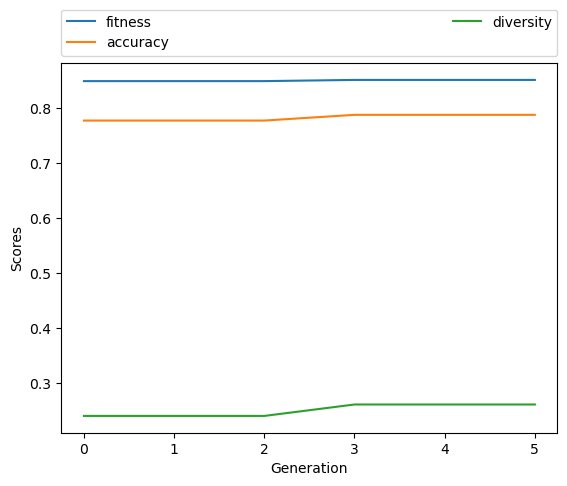 fitness
accuracy
diversity
0.8
0.7
0.6
0.5
0.4
0.3
Scores
0 1 2 3 4 5
Generation